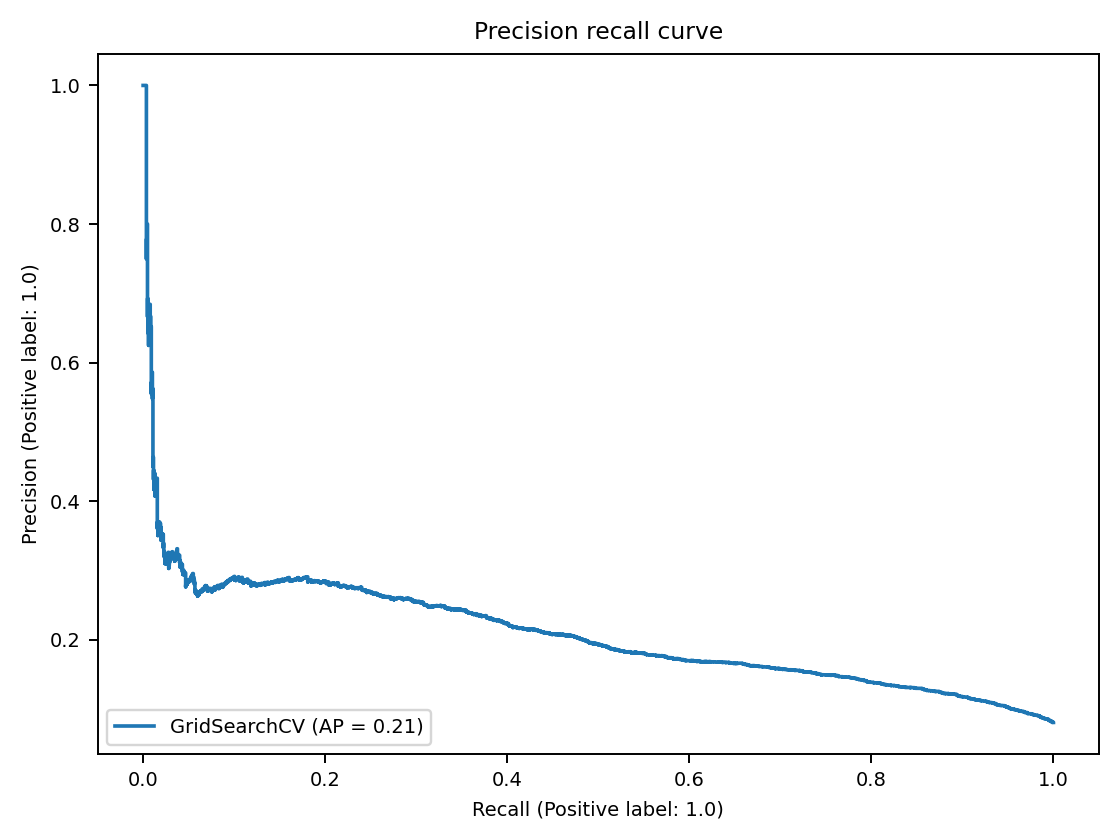 Precision recall curve
1.0
0.8
0.6
0.4
0.2
Precision (Positive label: 1.0)
GridSearchCV (AP = 0.21)
0.0 0.2 0.4 0.6 0.8 1.0
Recall (Positive label: 1.0)